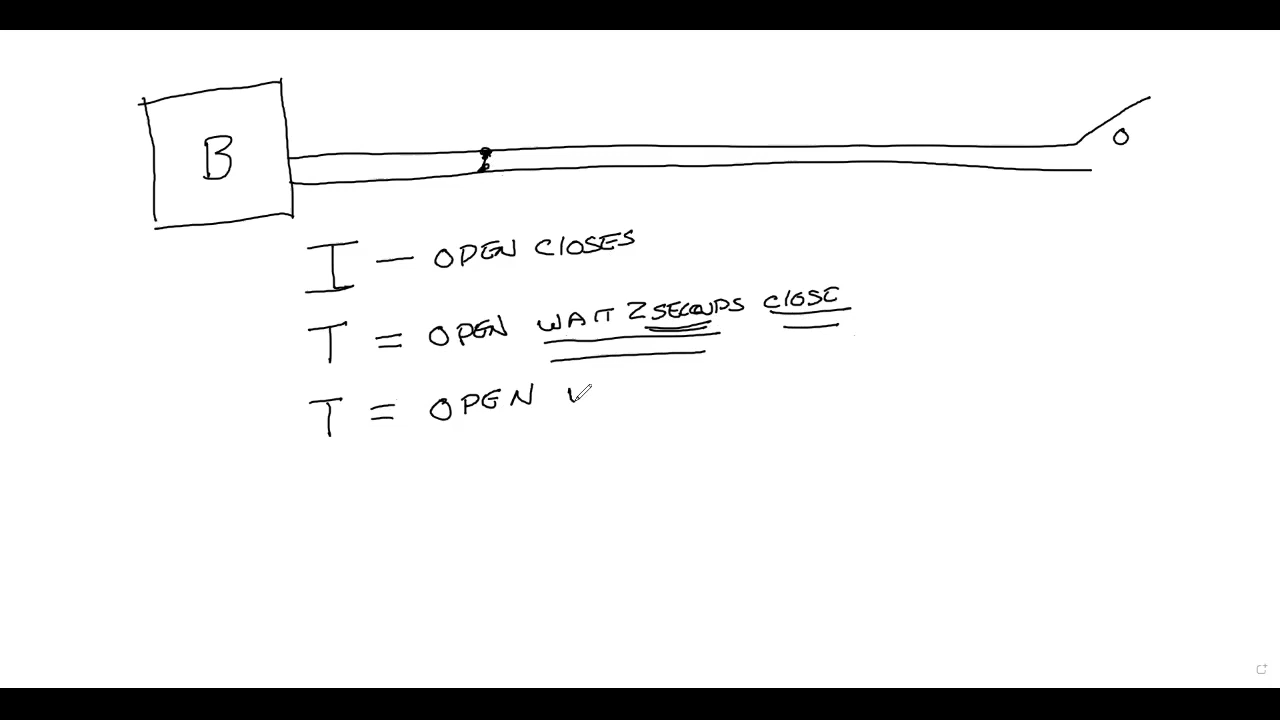 B
O
I — OPEN CLOSES
T = OPEN WAIT 2 SECONDS CLOSE
T = OPEN